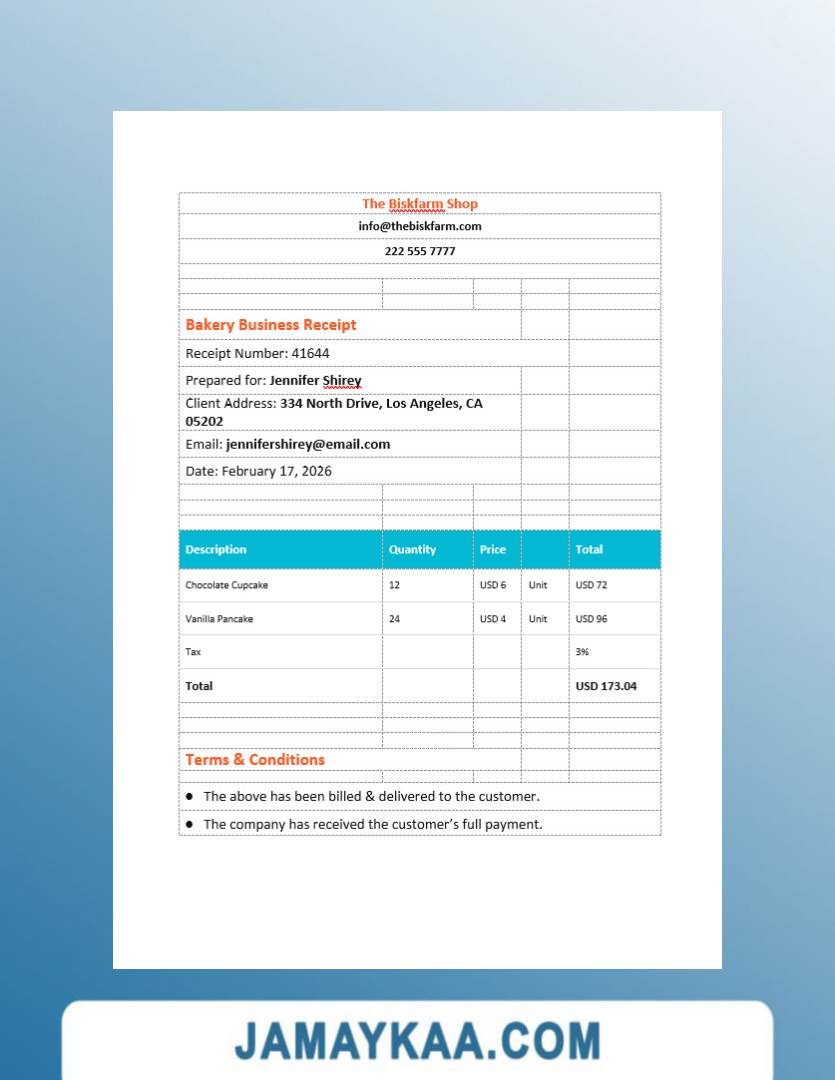 The Biskfarm Shop
info@thebiskfarm.com
222 555 7777
Bakery Business Receipt
Receipt Number: 41644
Prepared for: Jennifer Shirey
Client Address: 334 North Drive, Los Angeles, CA
05202
Email: jennifershirey@email.com
Date: February 17, 2026
Description Quantity Price Total
Chocolate Cupcake 12 USD 6 Unit USD 72
Vanilla Pancake 24 USD 4 Unit USD 96
Tax 3%
Total USD 173.04
Terms & Conditions
● The above has been billed & delivered to the customer.
● The company has received the customer’s full payment.
JAMAYKAA.COM